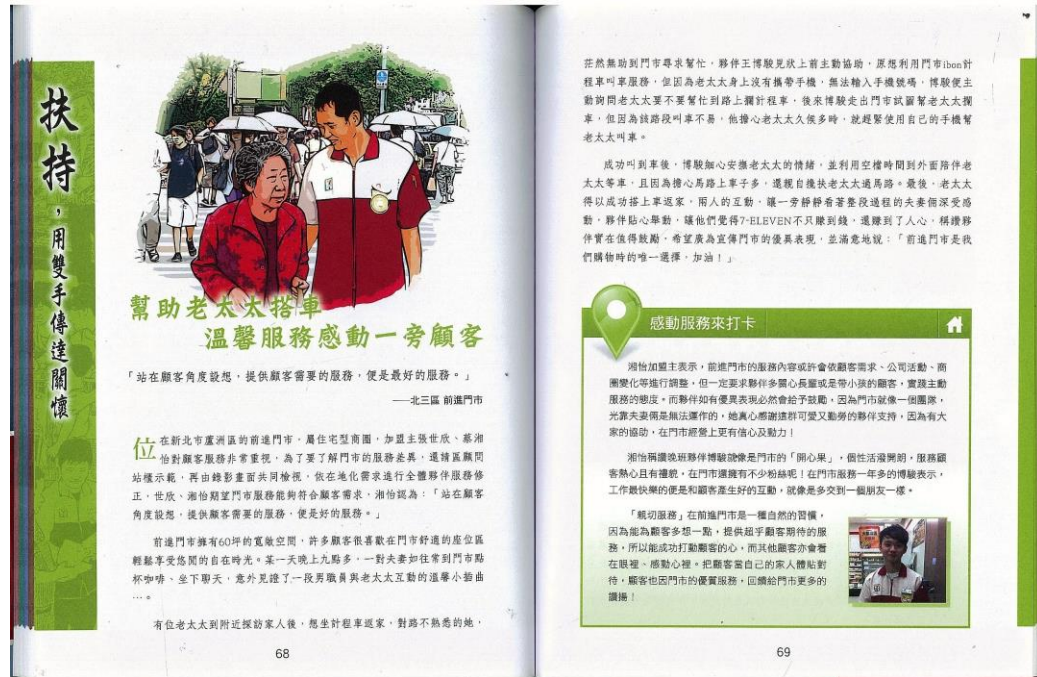 扶持，用雙手傳達關懷
幫助老太太搭車
溫馨服務感動一旁顧客
「站在顧客角度設想，提供顧客需要的服務，便是最好的服務。」
──北三區 前進門市
位在新北市蘆洲區的前進門市，屬住宅型商圈，加盟主張世欣、蔡湘
怡對顧客服務非常重視，為了要了解門市的服務差異，還請區顧問
站櫃示範，再由錄影畫面共同檢視，依在地化需求進行全體夥伴服務修
正，世欣、湘怡期望門市服務能夠符合顧客需求，湘怡認為：「站在顧客
角度設想，提供顧客需要的服務，便是好的服務。」
前進門市擁有60坪的寬敞空間，許多顧客很喜歡在門市舒適的座位區
輕鬆享受悠閒的自在時光。某一天晚上九點多，一對夫妻如往常到門市點
杯咖啡、坐下聊天，意外見證了一段男職員與老太太互動的溫馨小插曲
…。
有位老太太到附近探訪家人後，想坐計程車返家，對路不熟悉的她，
68
茫然無助到門市尋求幫忙，夥伴王博駿見狀上前主動協助，原想利用門市ibon計
程車叫車服務，但因為老太太身上沒有攜帶手機，無法輸入手機號碼，博駿便主
動詢問老太太要不要幫忙到路上攔計程車，後來博駿走出門市試圖幫老太太攔
車，但因為該路段叫車不易，他擔心老太太久候多時，就趕緊使用自己的手機幫
老太太叫車。
成功叫到車後，博駿細心安撫老太太的情緒，並利用空檔時間到外面陪伴老
太太等車，且因為擔心馬路上車子多，還親自攙扶老太太過馬路。最後，老太太
得以成功搭上車返家，兩人的互動，讓一旁靜靜看著整段過程的夫妻倆深受感
動，夥伴貼心舉動，讓他們覺得7-ELEVEN不只賺到錢，還賺到了人心，稱讚夥
伴實在值得鼓勵，希望廣為宣傳門市的優異表現，並滿意地說：「前進門市是我
們購物時的唯一選擇，加油！」
感動服務來打卡
湘怡加盟主表示，前進門市的服務內容或許會依顧客需求、公司活動、商
圈變化等進行調整，但一定要求夥伴多關心長輩或是帶小孩的顧客，實踐主動
服務的態度。而夥伴如有優異表現必然會給予鼓勵，因為門市就像一個團隊，
光靠夫妻倆是無法運作的，她真心感謝這群可愛又勤勞的夥伴支持，因為有大
家的協助，在門市經營上更有信心及動力！
湘怡稱讚晚班夥伴博駿就像是門市的「開心果」，個性活潑開朗，服務顧
客熱心且有禮貌，在門市還擁有不少粉絲呢！在門市服務一年多的博駿表示，
工作最快樂的便是和顧客產生好的互動，就像是多交到一個朋友一樣。
「親切服務」在前進門市是一種自然的習慣，
因為能為顧客多想一點，提供超乎顧客期待的服
務，所以能成功打動顧客的心，而其他顧客亦會看
在眼裡、感動心裡。把顧客當自己的家人體貼對
待，顧客也因門市的優質服務，回饋給門市更多的
讚揚！
69